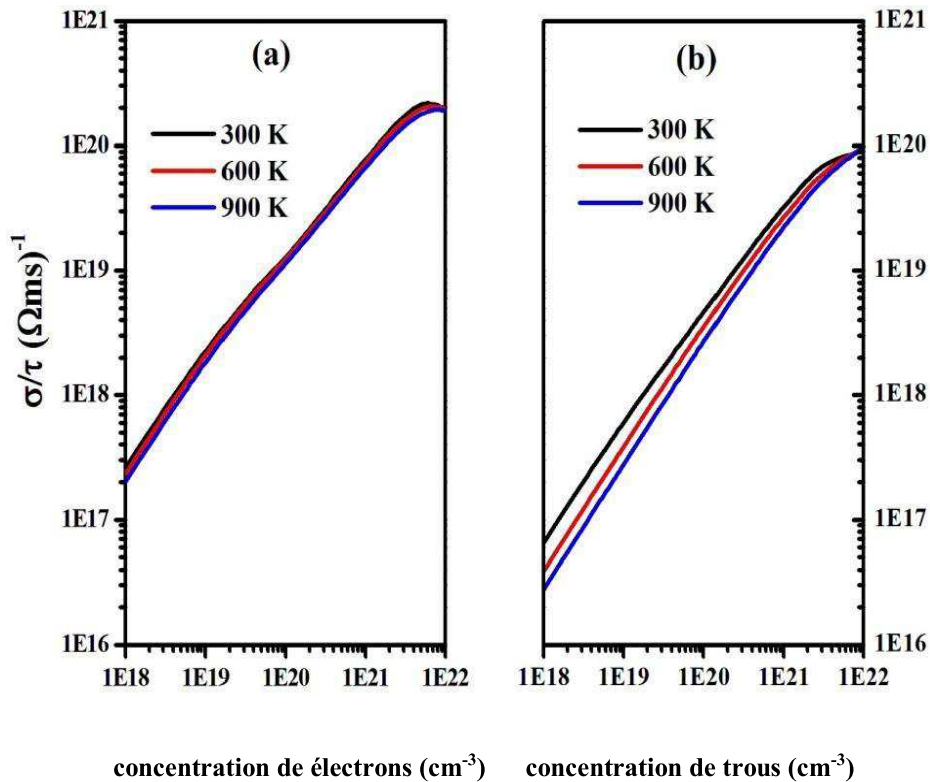 1E21
1E20
1E19
1E18
1E17
1E16
σ/τ (Ωms)⁻¹
(a)
300 K
600 K
900 K
1E18 1E19 1E20 1E21 1E22
concentration de électrons (cm⁻³)
(b)
300 K
600 K
900 K
1E21
1E20
1E19
1E18
1E17
1E16
1E18 1E19 1E20 1E21 1E22
concentration de trous (cm⁻³)